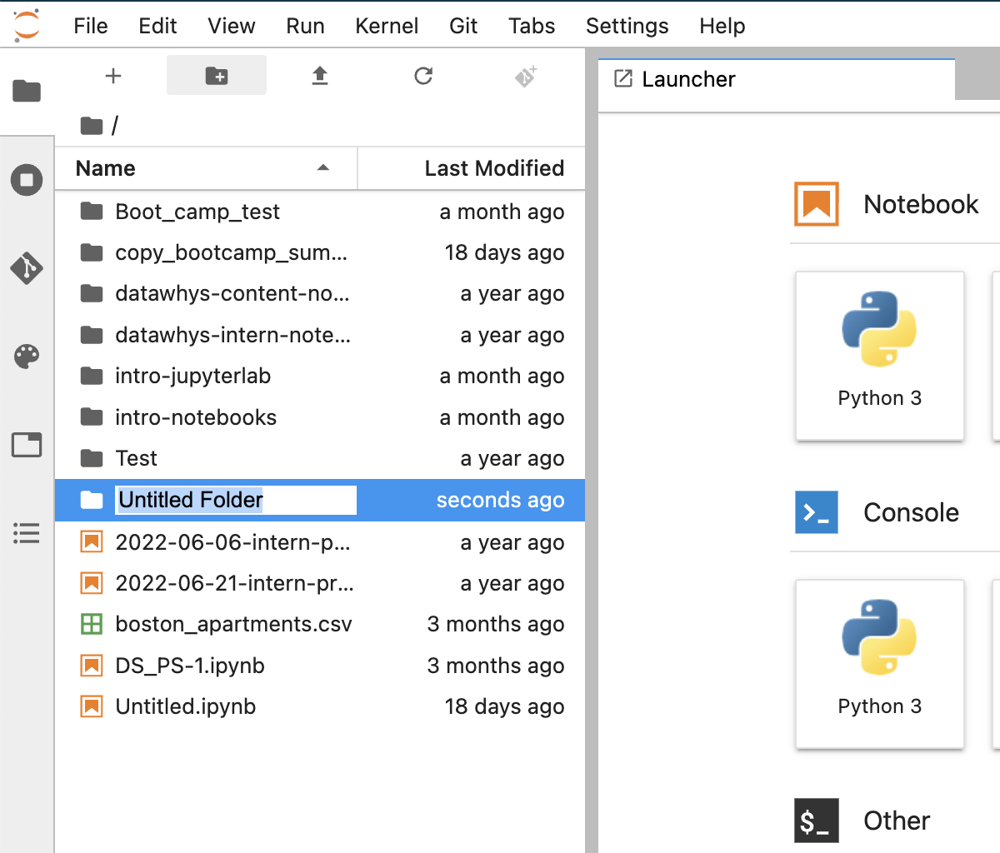 File Edit View Run Kernel Git Tabs Settings Help
Launcher
/
Name Last Modified
Boot_camp_test a month ago
copy_bootcamp_sum... 18 days ago
datawhys-content-no... a year ago
datawhys-intern-note... a year ago
intro-jupyterlab a month ago
intro-notebooks a month ago
Test a year ago
Untitled Folder seconds ago
2022-06-06-intern-p... a year ago
2022-06-21-intern-pr... a year ago
boston_apartments.csv 3 months ago
DS_PS-1.ipynb 3 months ago
Untitled.ipynb 18 days ago
Notebook
Python 3
Console
Python 3
$_ Other